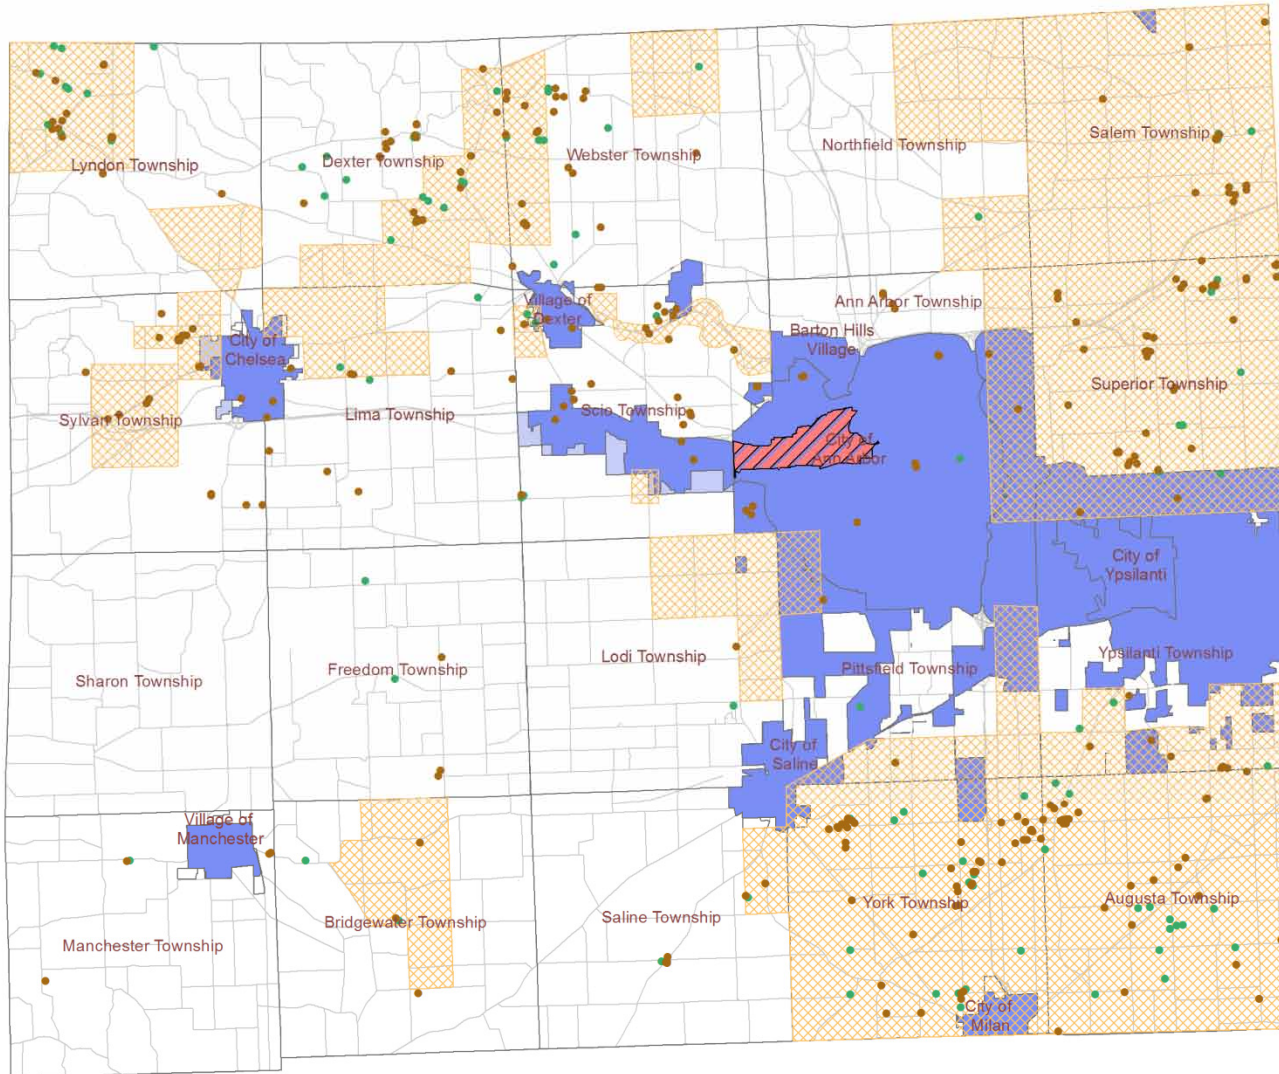 Salem Township
Northfield Township
Lyndon Township
Dexter Township
Webster Township
Village of
Dexter
Ann Arbor Township
Barton Hills
Village
City of
Chelsea
Superior Township
Sylvan Township
Lima Township
Scio Township
City of
Ann Arbor
City of
Ypsilanti
Sharon Township
Freedom Township
Lodi Township
Pittsfield Township
Ypsilanti Township
City of
Saline
Village of
Manchester
Bridgewater Township
Saline Township
York Township
Augusta Township
Manchester Township
City of
Milan